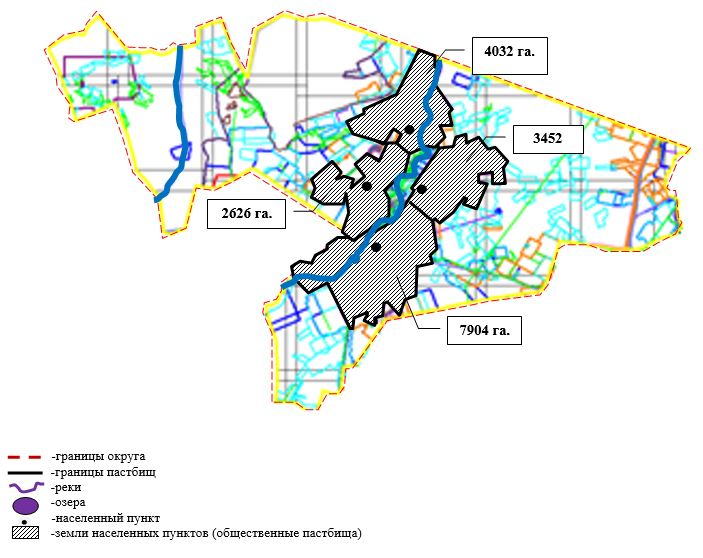 4032 га.
3452
2626 га.
7904 га.
-границы округа
-границы пастбищ
-реки
-озера
-населенный пункт
-земли населенных пунктов (общественные пастбища)